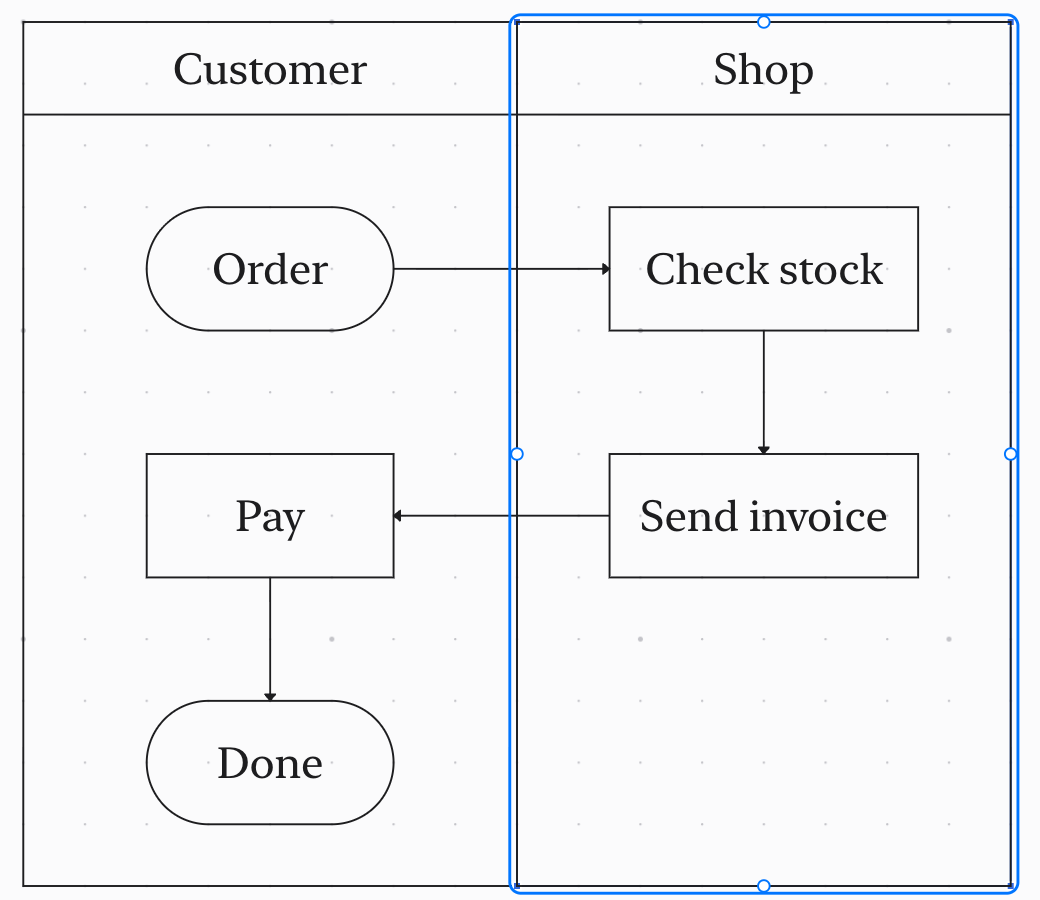 Customer
Shop
Order
Check stock
Pay
Send invoice
Done